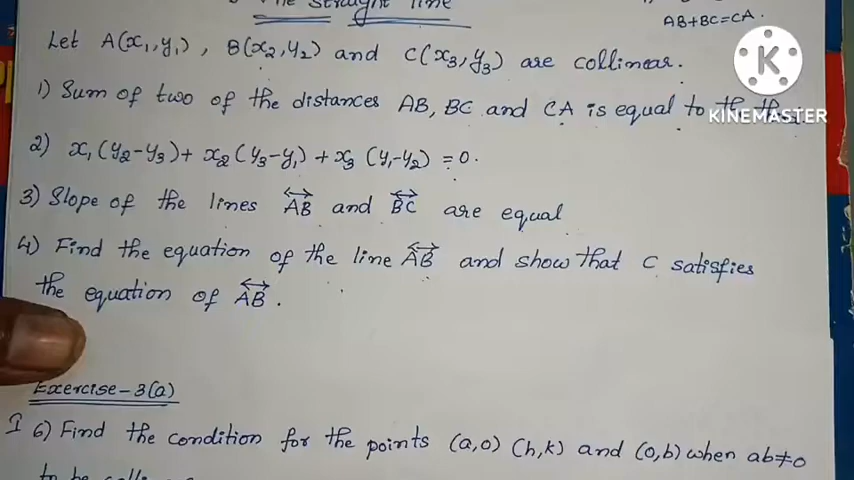 The straight line
AB+BC=CA.
Let A(x₁,y₁), B(x₂,y₂) and C(x₃,y₃) are collinear.
1) Sum of two of the distances AB, BC and CA is equal to the
KINEMASTER
2) x₁(y₂-y₃)+ x₂(y₃-y₁)+x₃(y₁-y₂)=0.
3) Slope of the lines AB and BC are equal
4) Find the equation of the line AB and show that C satisfies
the equation of AB.
Exercise-3(a)
I 6) Find the condition for the points (a,0) (h,k) and (0,b) when ab≠0
to be